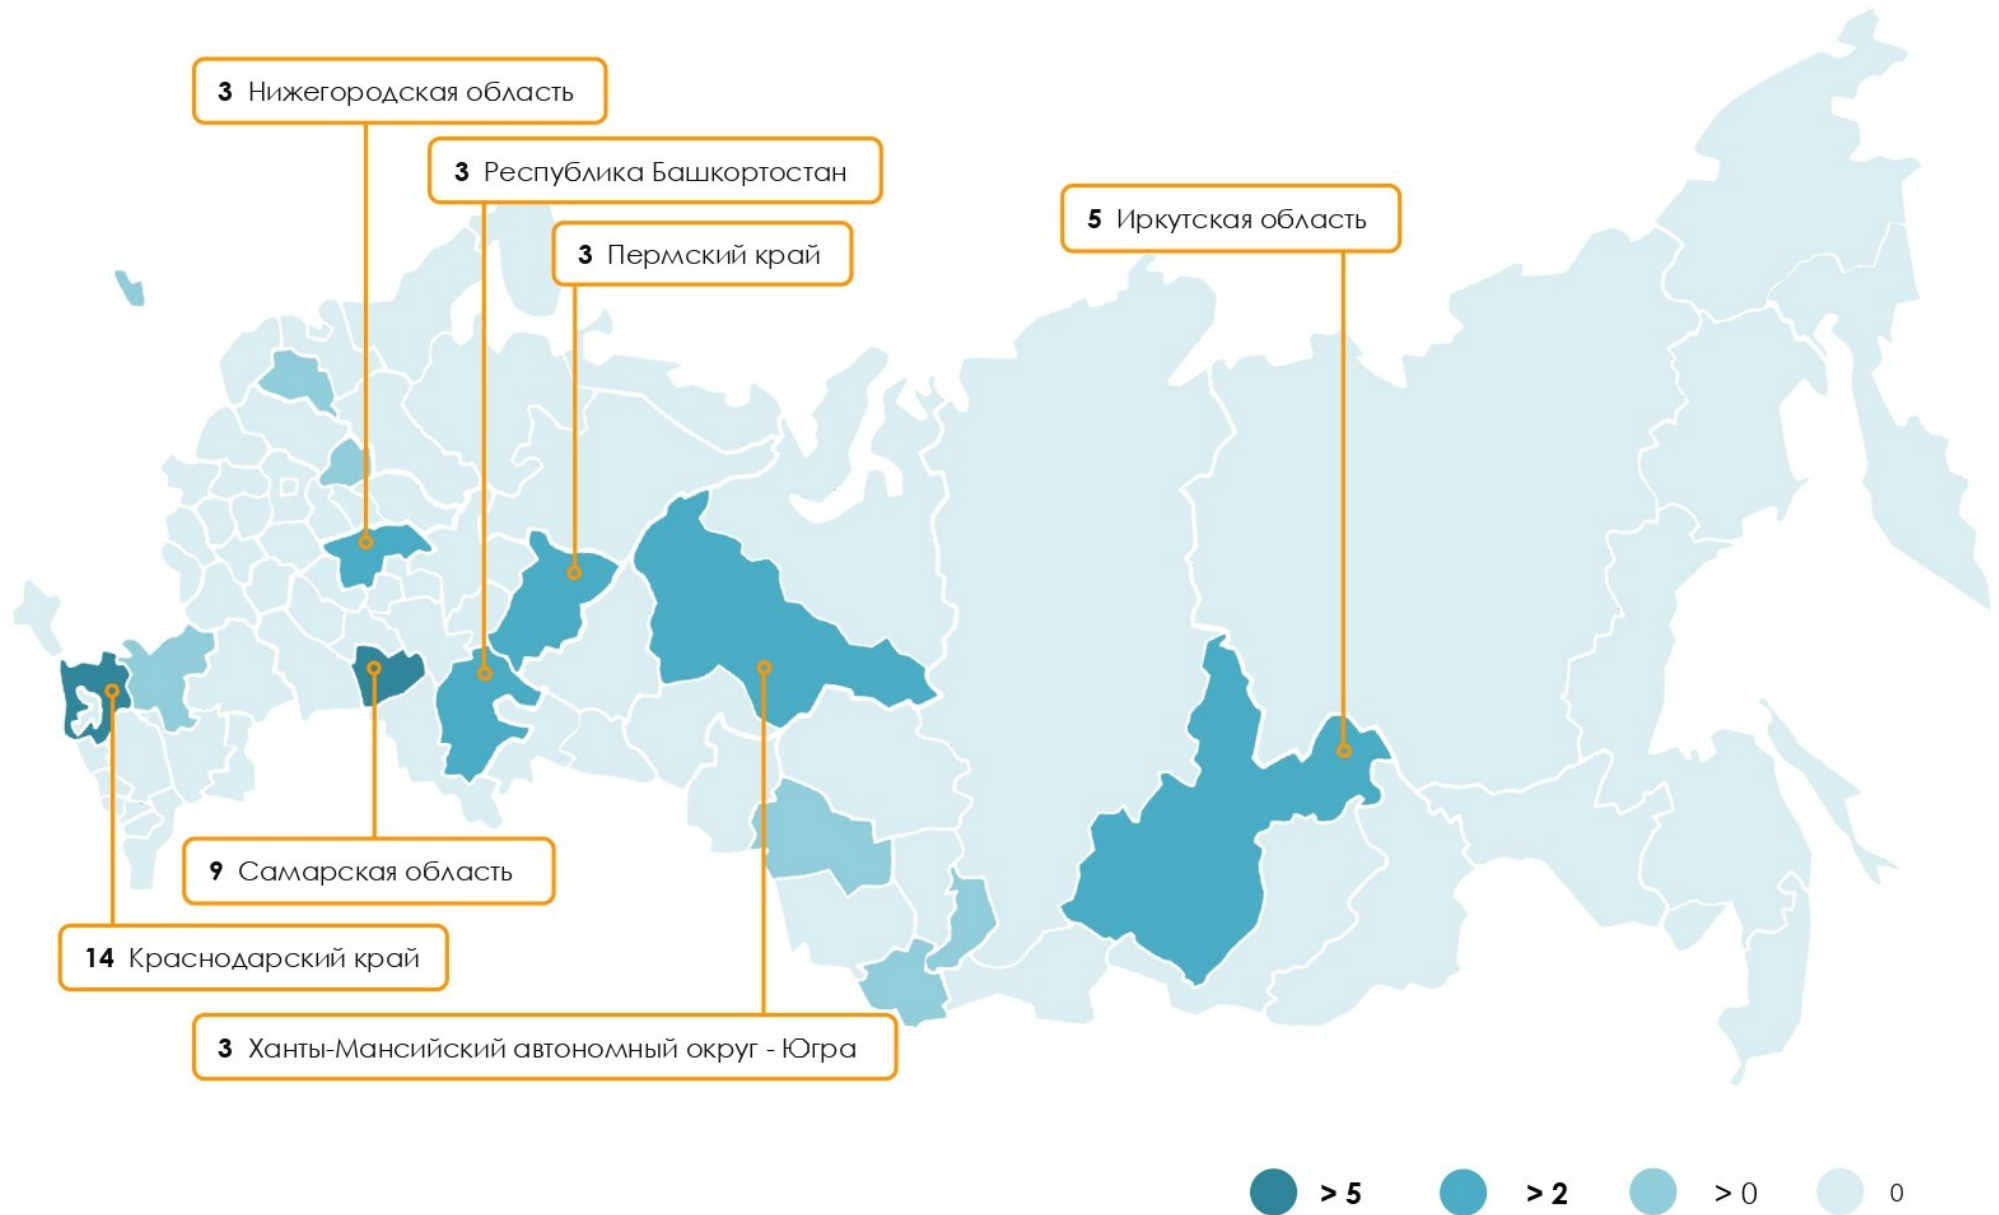 3 Нижегородская область
3 Республика Башкортостан
3 Пермский край
5 Иркутская область
9 Самарская область
14 Краснодарский край
3 Ханты-Мансийский автономный округ - Югра
> 5 > 2 > 0 0